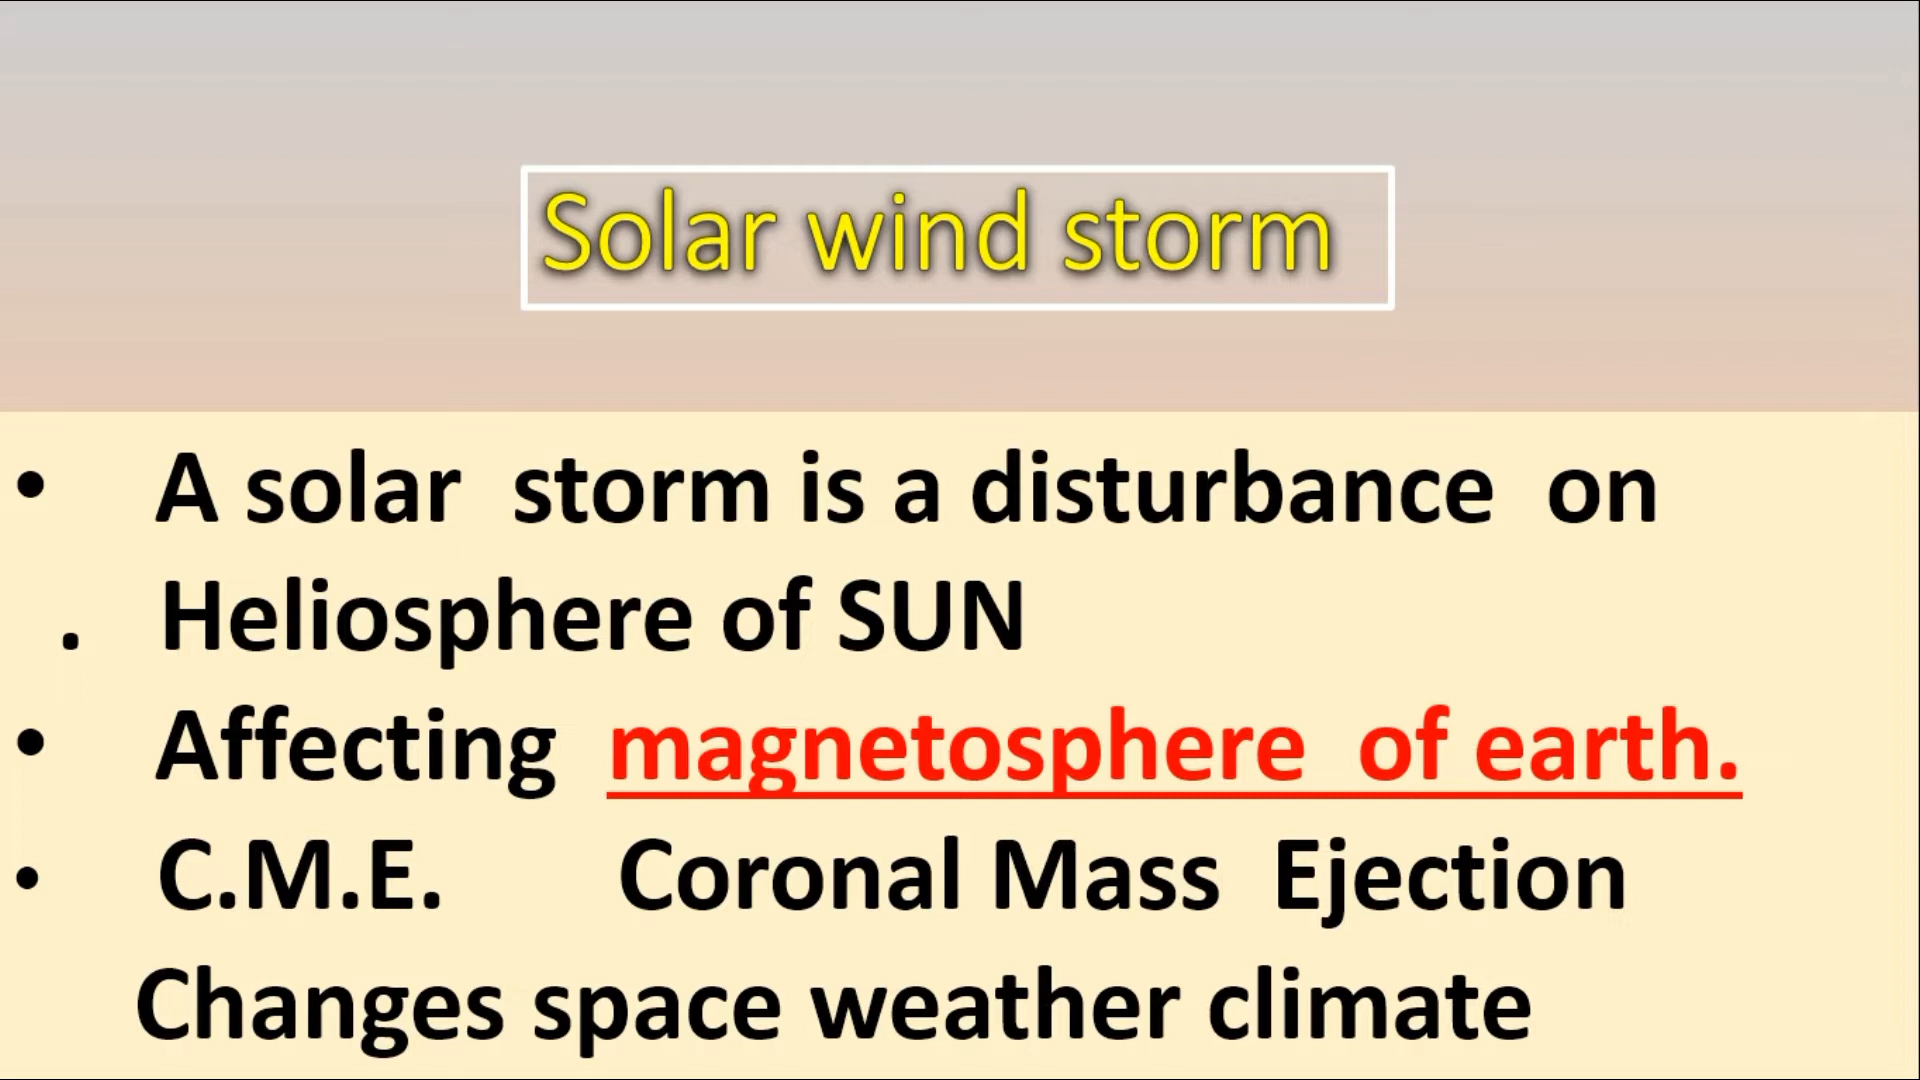 Solar wind storm
• A solar storm is a disturbance on
. Heliosphere of SUN
• Affecting magnetosphere of earth.
• C.M.E. Coronal Mass Ejection
Changes space weather climate